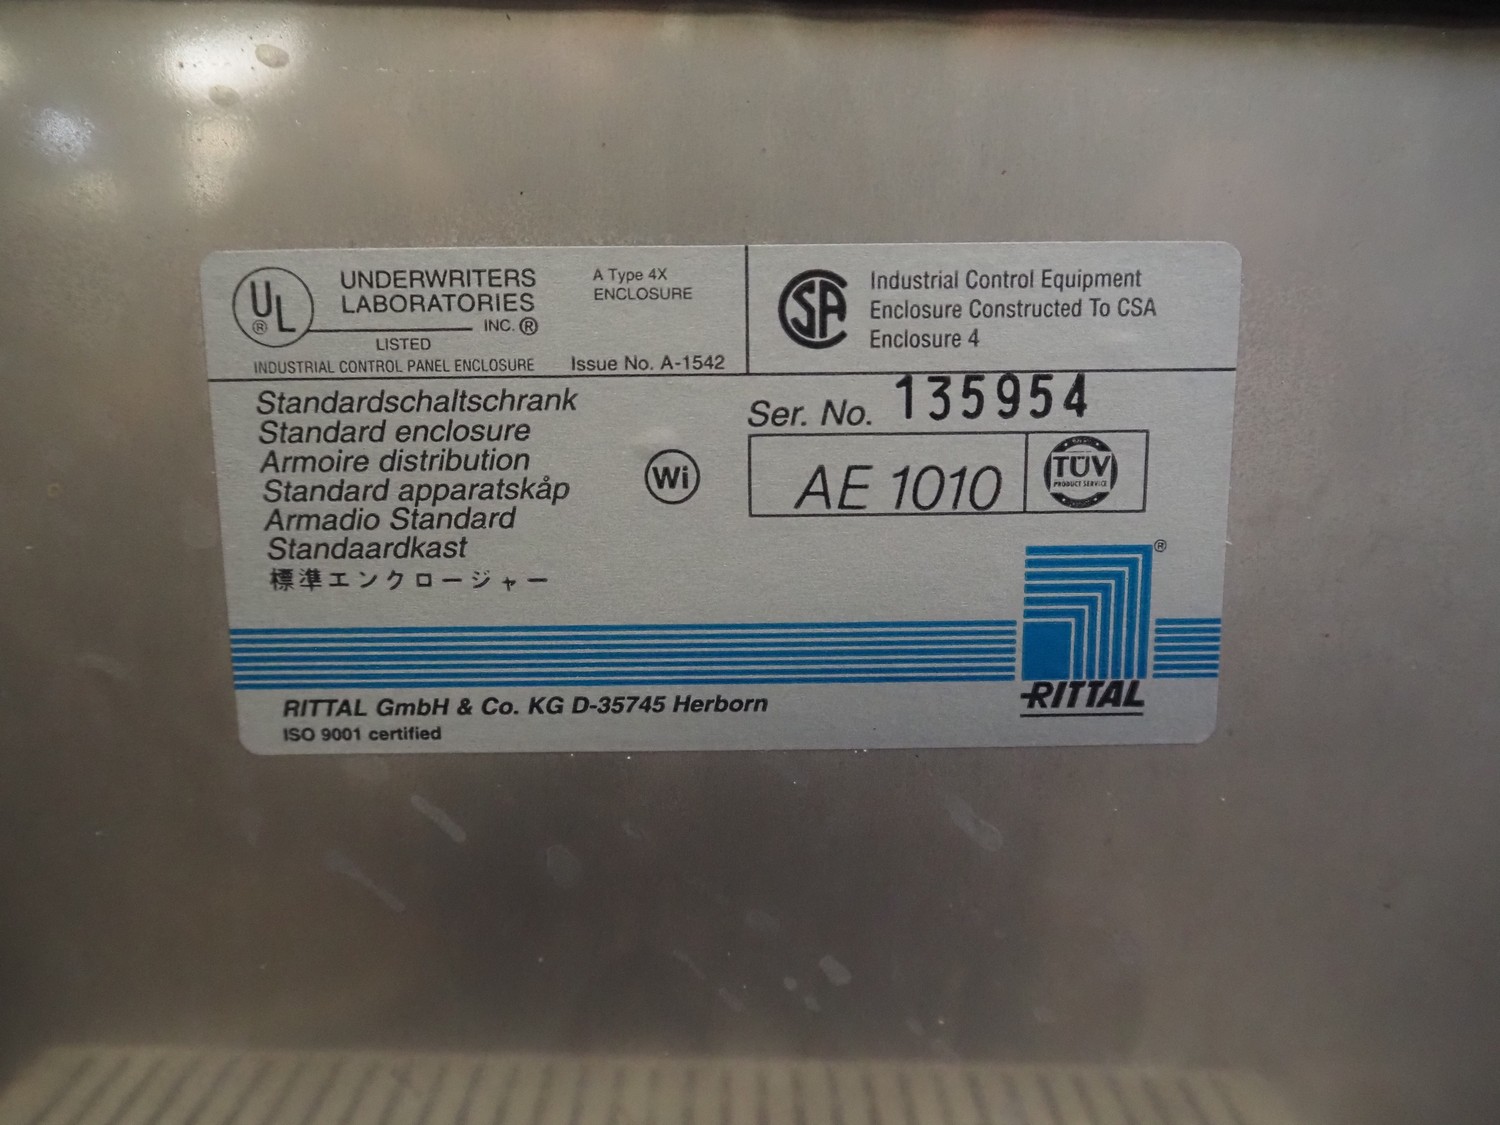 UL ®
UNDERWRITERS
LABORATORIES
INC. ®
LISTED
INDUSTRIAL CONTROL PANEL ENCLOSURE
A Type 4X
ENCLOSURE
Issue No. A-1542
SA
Industrial Control Equipment
Enclosure Constructed To CSA
Enclosure 4
Standardschaltschrank
Standard enclosure
Armoire distribution
Standard apparatskåp
Armadio Standard
Standaardkast
標準エンクロージャー
Wi
Ser. No. 135954
AE 1010
TÜV
PRODUCT SERVICE
®
RITTAL
RITTAL GmbH & Co. KG D-35745 Herborn
ISO 9001 certified